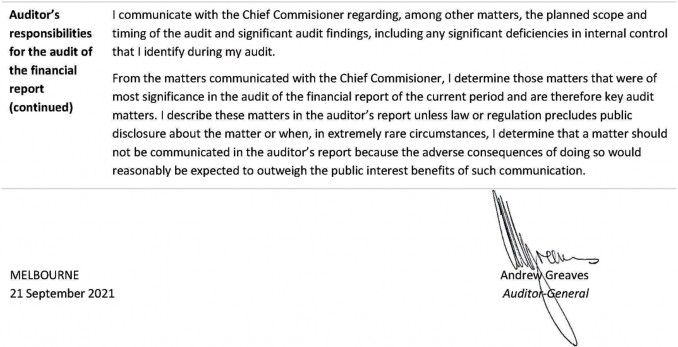 Auditor's
responsibilities
for the audit of
the financial
report
(continued)
I communicate with the Chief Commisioner regarding, among other matters, the planned scope and
timing of the audit and significant audit findings, including any significant deficiencies in internal control
that I identify during my audit.
From the matters communicated with the Chief Commisioner, I determine those matters that were of
most significance in the audit of the financial report of the current period and are therefore key audit
matters. I describe these matters in the auditor's report unless law or regulation precludes public
disclosure about the matter or when, in extremely rare circumstances, I determine that a matter should
not be communicated in the auditor's report because the adverse consequences of doing so would
reasonably be expected to outweigh the public interest benefits of such communication.
MELBOURNE
21 September 2021
Andrew Greaves
Auditor-General